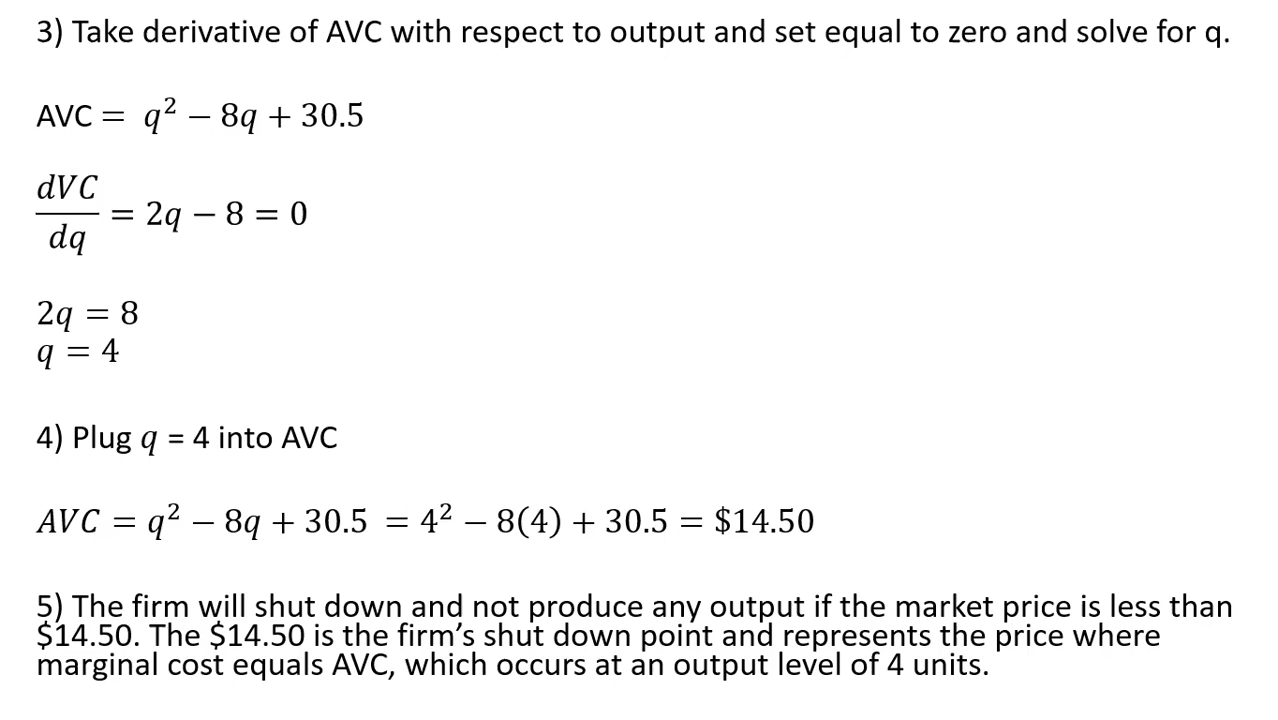 3) Take derivative of AVC with respect to output and set equal to zero and solve for q.
AVC = q² − 8q + 30.5
dVC/dq = 2q − 8 = 0
2q = 8
q = 4
4) Plug q = 4 into AVC
AVC = q² − 8q + 30.5 = 4² − 8(4) + 30.5 = $14.50
5) The firm will shut down and not produce any output if the market price is less than
$14.50. The $14.50 is the firm’s shut down point and represents the price where
marginal cost equals AVC, which occurs at an output level of 4 units.